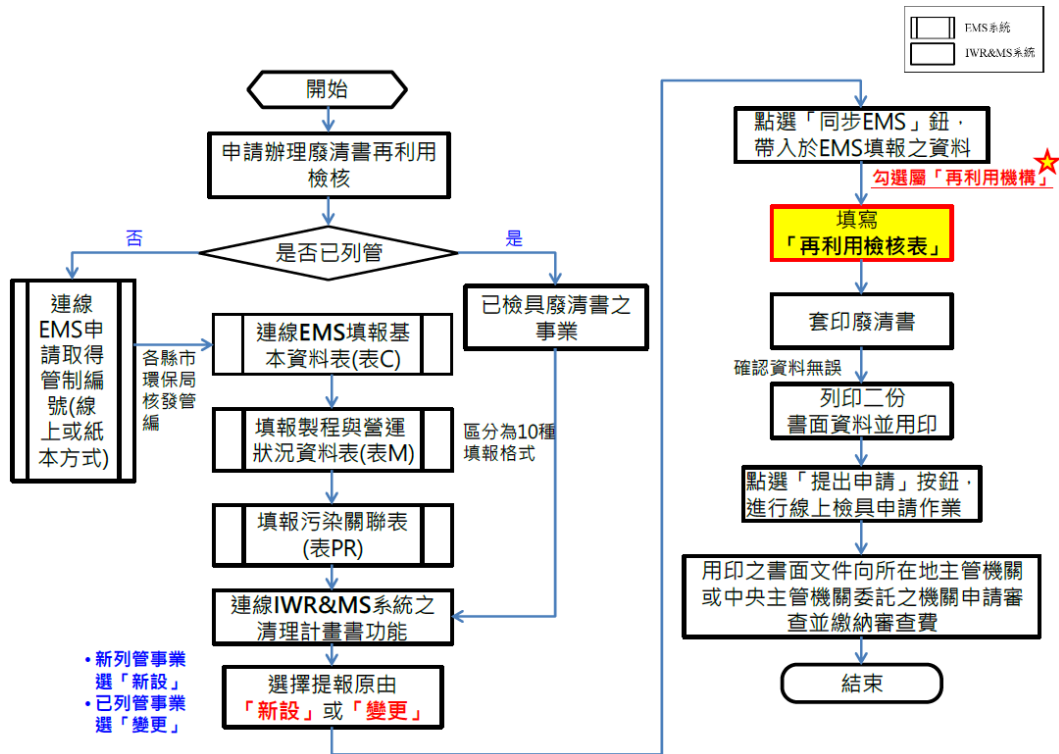 EMS系統
IWR&MS系統
開始
申請辦理廢清書再利用
檢核
否
是否已列管
是
連線
EMS申
請取得
管制編
號(線
上或紙
本方式)
各縣市
環保局
核發管
編
連線EMS填報基
本資料表(表C)
已檢具廢清書之
事業
填報製程與營運
狀況資料表(表M)
區分為10種
填報格式
填報污染關聯表
(表PR)
連線IWR&MS系統之
清理計畫書功能
• 新列管事業
選「新設」
• 已列管事業
選「變更」
選擇提報原由
「新設」或「變更」
點選「同步EMS」鈕，
帶入於EMS填報之資料
勾選屬「再利用機構」
填寫
「再利用檢核表」
套印廢清書
確認資料無誤
列印二份
書面資料並用印
點選「提出申請」按鈕，
進行線上檢具申請作業
用印之書面文件向所在地主管機關
或中央主管機關委託之機關申請審
查並繳納審查費
結束